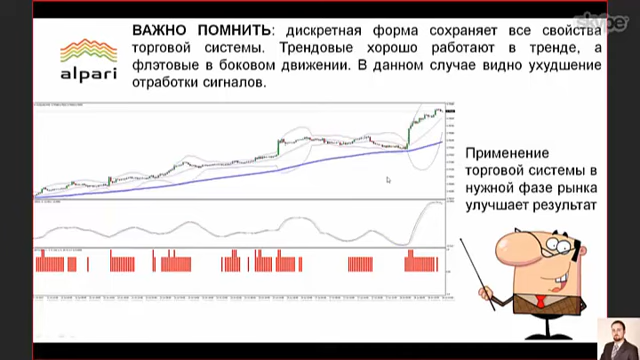 skype
ВАЖНО ПОМНИТЬ: дискретная форма сохраняет все свойства
торговой системы. Трендовые хорошо работают в тренде, а
флэтовые в боковом движении. В данном случае видно ухудшение
отработки сигналов.
alpari
Применение
торговой системы в
нужной фазе рынка
улучшает результат